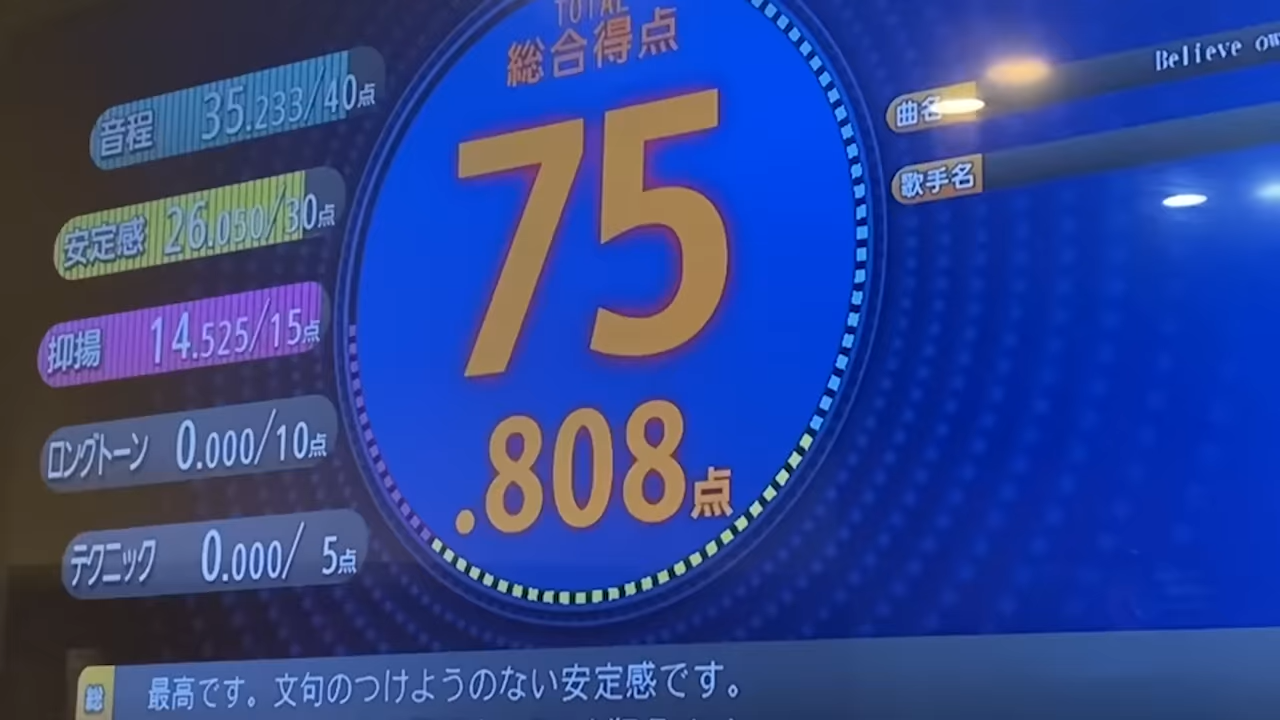 TOTAL
総合得点
75
.808点
音程 35.233/40点
安定感 26.050/30点
抑揚 14.525/15点
ロングトーン 0.000/10点
テクニック 0.000/ 5点
曲名 Believe ow
歌手名
総 最高です。文句のつけようのない安定感です。